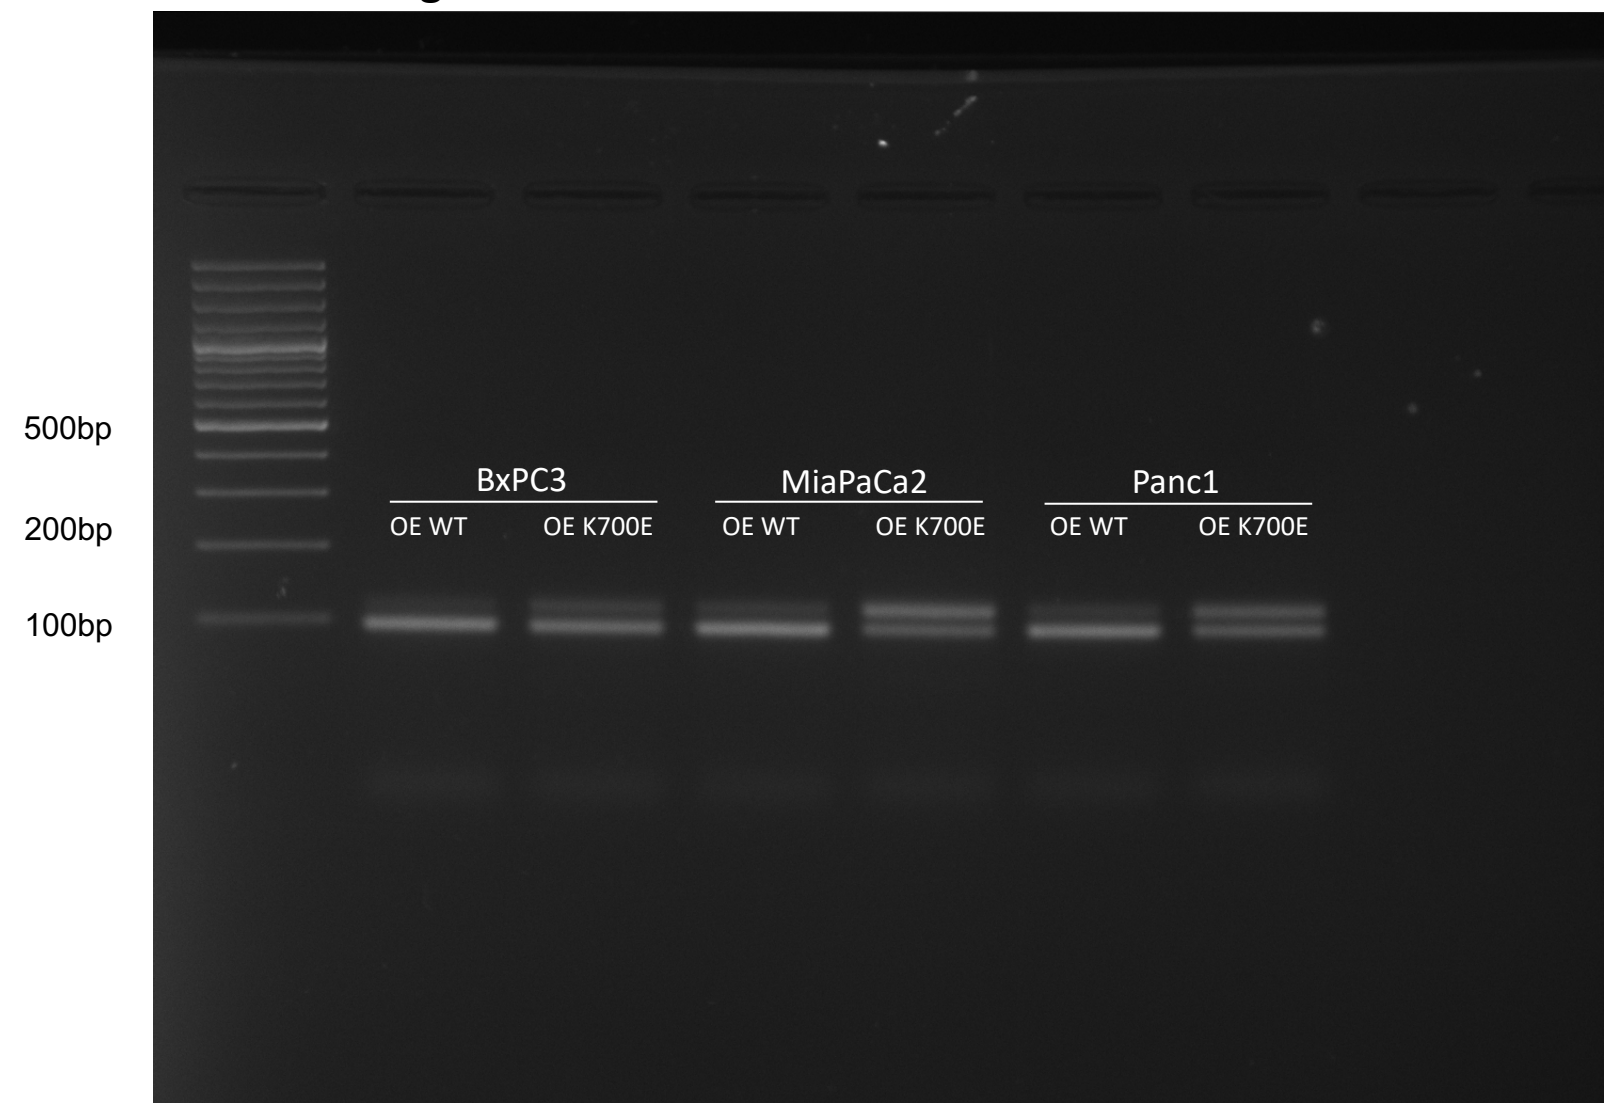 500bp
200bp
100bp
BxPC3 MiaPaCa2 Panc1
OE WT OE K700E OE WT OE K700E OE WT OE K700E